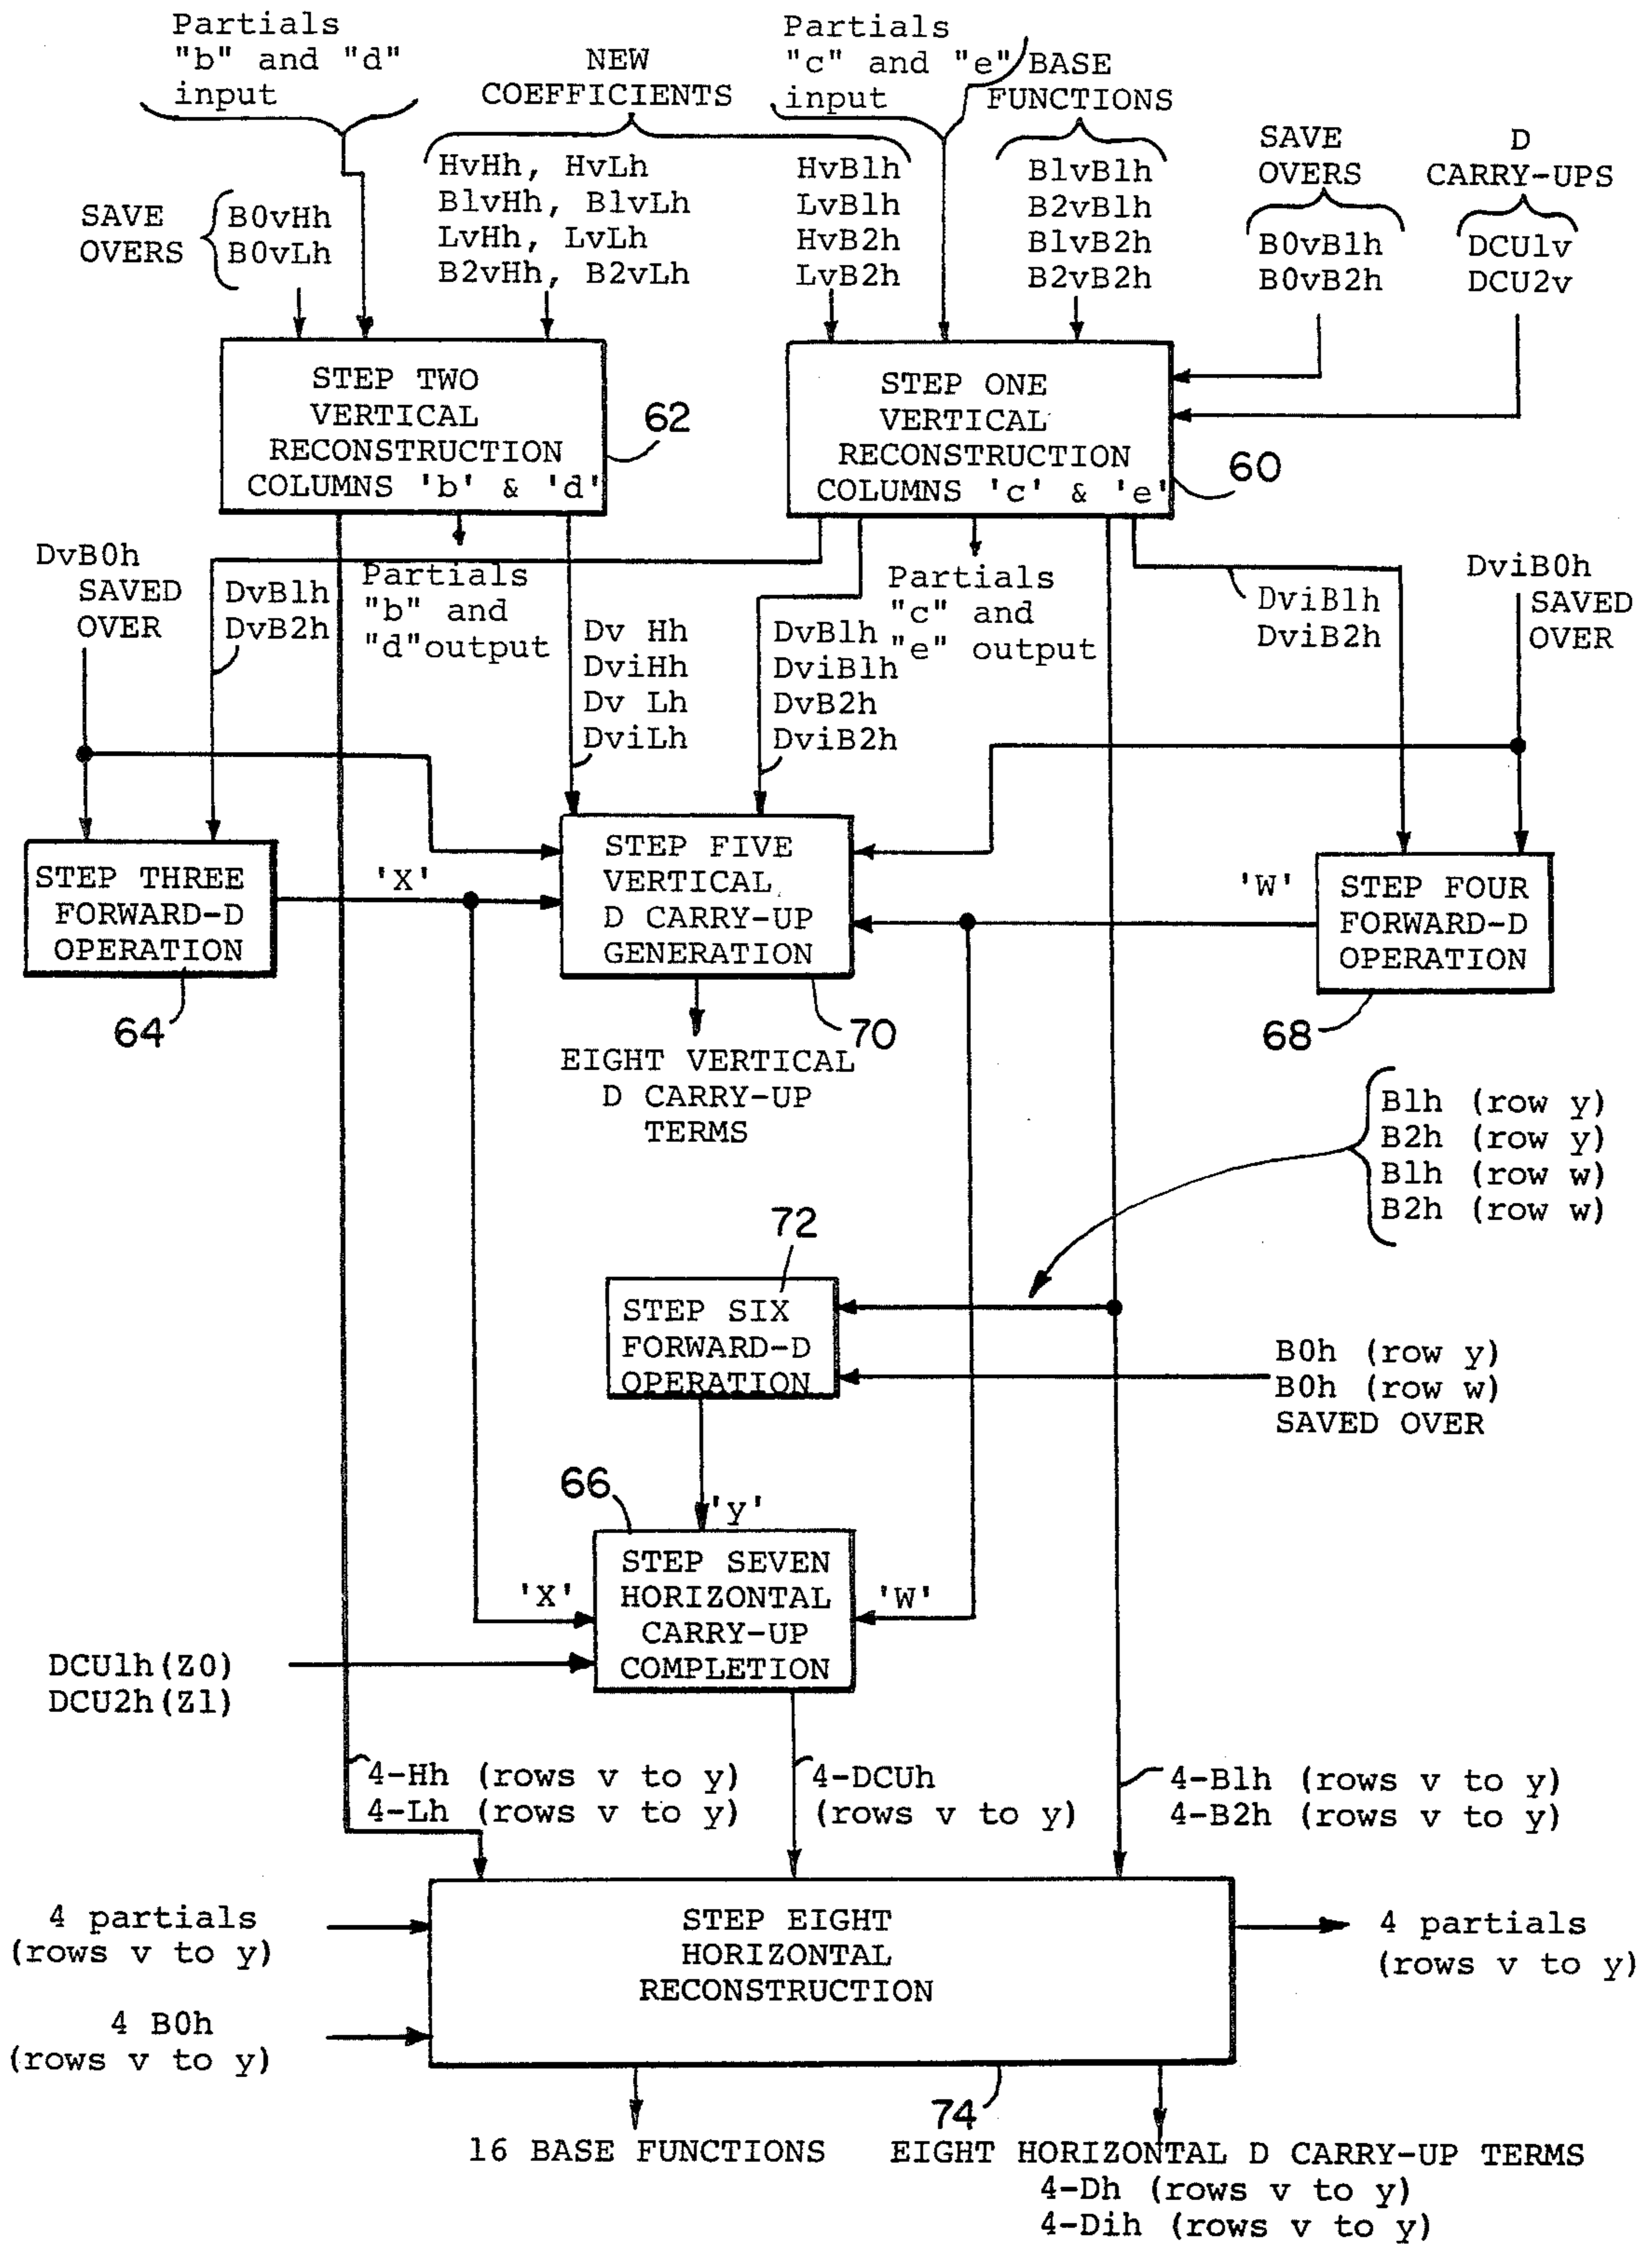 Partials
"b" and "d"
input
NEW
COEFFICIENTS
Partials
"c" and "e"
input
BASE
FUNCTIONS
SAVE
OVERS
D
CARRY-UPS
SAVE
OVERS
B0vHh
B0vLh
HvHh, HvLh
B1vHh, B1vLh
LvHh, LvLh
B2vHh, B2vLh
HvB1h
LvB1h
HvB2h
LvB2h
B1vB1h
B2vB1h
B1vB2h
B2vB2h
B0vB1h
B0vB2h
DCU1v
DCU2v
STEP TWO
VERTICAL
RECONSTRUCTION
COLUMNS 'b' & 'd'
62
STEP ONE
VERTICAL
RECONSTRUCTION
COLUMNS 'c' & 'e'
60
DvB0h
SAVED
OVER
DvB1h
DvB2h
Partials
"b" and
"d"output
Dv Hh
DviHh
Dv Lh
DviLh
DvB1h
DviB1h
DvB2h
DviB2h
Partials
"c" and
"e" output
DviB1h
DviB2h
DviB0h
SAVED
OVER
STEP THREE
FORWARD-D
OPERATION
64
'X'
STEP FIVE
VERTICAL
D CARRY-UP
GENERATION
70
'W'
STEP FOUR
FORWARD-D
OPERATION
68
EIGHT VERTICAL
D CARRY-UP
TERMS
B1h (row y)
B2h (row y)
B1h (row w)
B2h (row w)
72
STEP SIX
FORWARD-D
OPERATION
B0h (row y)
B0h (row w)
SAVED OVER
66
'y'
STEP SEVEN
HORIZONTAL
CARRY-UP
COMPLETION
'X'
'W'
DCU1h(Z0)
DCU2h(Z1)
4-Hh (rows v to y)
4-Lh (rows v to y)
4-DCUh
(rows v to y)
4-B1h (rows v to y)
4-B2h (rows v to y)
4 partials
(rows v to y)
4 B0h
(rows v to y)
STEP EIGHT
HORIZONTAL
RECONSTRUCTION
4 partials
(rows v to y)
74
16 BASE FUNCTIONS
EIGHT HORIZONTAL D CARRY-UP TERMS
4-Dh (rows v to y)
4-Dih (rows v to y)